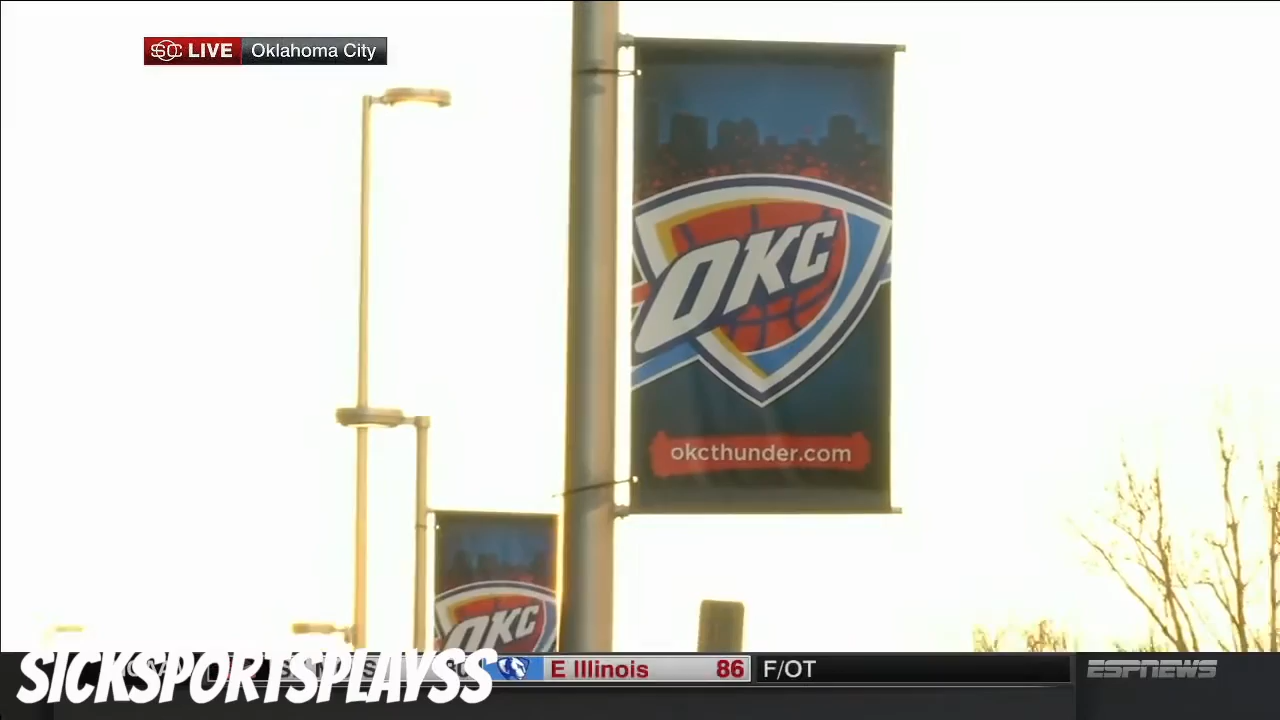 SC LIVE Oklahoma City
OKC
okcthunder.com
OKC
SICKSPORTSPLAYSS
E Illinois 86 F/OT
ESPNEWS